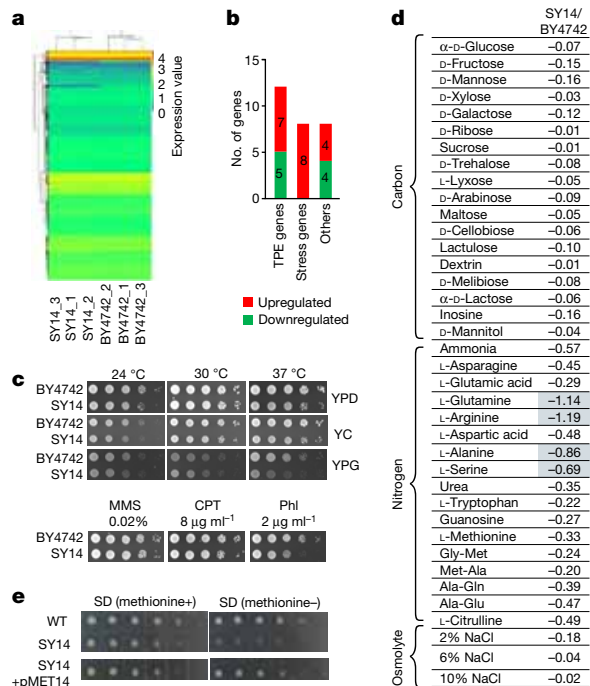 a
4
3
2
1
0
Expression value
SY14_3
SY14_1
SY14_2
BY4742_2
BY4742_1
BY4742_3
b
No. of genes
15
10
5
0
7
5
8
4
4
TPE genes
Stress genes
Others
Upregulated
Downregulated
c
24 °C 30 °C 37 °C
BY4742
SY14
YPD
BY4742
SY14
YC
BY4742
SY14
YPG
MMS CPT Phl
0.02% 8 μg ml⁻¹ 2 μg ml⁻¹
BY4742
SY14
d
SY14/
BY4742
Carbon
α-D-Glucose –0.07
D-Fructose –0.15
D-Mannose –0.16
D-Xylose –0.03
D-Galactose –0.12
D-Ribose –0.01
Sucrose –0.01
D-Trehalose –0.08
L-Lyxose –0.05
D-Arabinose –0.09
Maltose –0.05
D-Cellobiose –0.06
Lactulose –0.10
Dextrin –0.01
D-Melibiose –0.08
α-D-Lactose –0.06
Inosine –0.16
D-Mannitol –0.04
Nitrogen
Ammonia –0.57
L-Asparagine –0.45
L-Glutamic acid –0.29
L-Glutamine –1.14
L-Arginine –1.19
L-Aspartic acid –0.48
L-Alanine –0.86
L-Serine –0.69
Urea –0.35
L-Tryptophan –0.22
Guanosine –0.27
L-Methionine –0.33
Gly-Met –0.24
Met-Ala –0.20
Ala-Gln –0.39
Ala-Glu –0.47
L-Citrulline –0.49
Osmolyte
2% NaCl –0.18
6% NaCl –0.04
10% NaCl –0.02
e
SD (methionine+) SD (methionine–)
WT
SY14
SY14
+pMET14